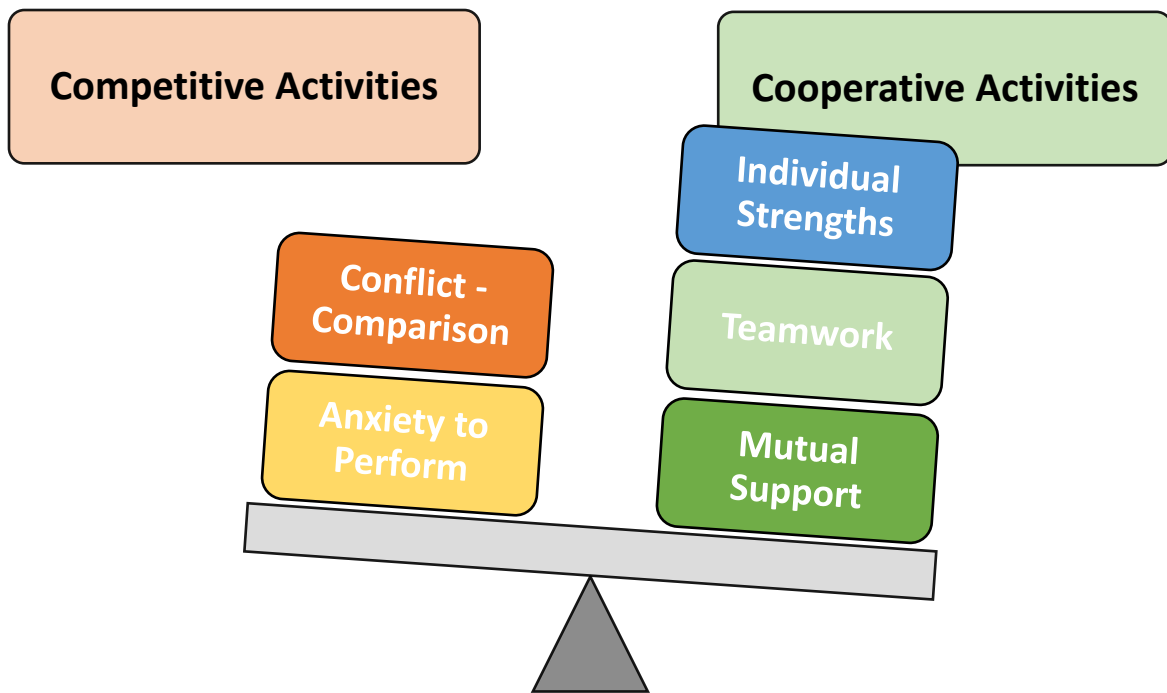 Competitive Activities
Cooperative Activities
Conflict -
Comparison
Anxiety to
Perform
Individual
Strengths
Teamwork
Mutual
Support